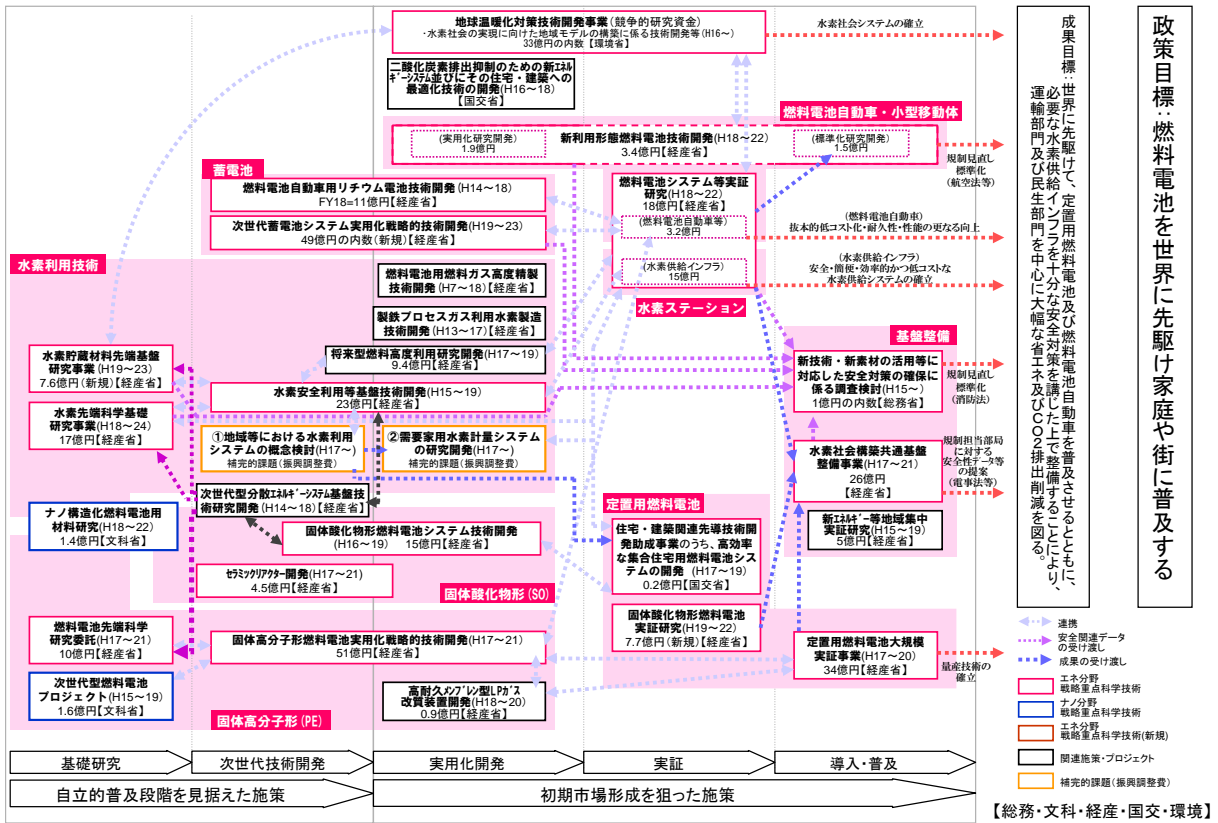 地球温暖化対策技術開発事業(競争的研究資金)
・水素社会の実現に向けた地域モデルの構築に係る技術開発等(H16～)
33億円の内数【環境省】
水素社会システムの確立
二酸化炭素排出抑制のための新エネル
ギーシステム並びにその住宅・建築への
最適化技術の開発(H16～18)
【国交省】
燃料電池自動車・小型移動体
(実用化研究開発)
1.9億円
新利用形態燃料電池技術開発(H18～22)
3.4億円【経産省】
(標準化研究開発)
1.5億円
規制見直し
標準化
(航空法等)
蓄電池
燃料電池自動車用リチウム電池技術開発(H14～18)
FY18=11億円【経産省】
次世代蓄電池システム実用化戦略的技術開発(H19～23)
49億円の内数(新規)【経産省】
燃料電池システム等実証
研究(H18～22)
18億円【経産省】
(燃料電池自動車等)
3.2億円
(水素供給インフラ)
15億円
(燃料電池自動車)
抜本的低コスト化・耐久性・性能の更なる向上
(水素供給インフラ)
安全・簡便・効率的かつ低コストな
水素供給システムの確立
水素ステーション
水素利用技術
燃料電池用燃料ガス高度精製
技術開発(H7～18)【経産省】
製鉄プロセスガス利用水素製造
技術開発(H13～17)【経産省】
将来型燃料高度利用研究開発(H17～19)
9.4億円【経産省】
水素貯蔵材料先端基盤
研究事業(H19～23)
7.6億円(新規)【経産省】
水素先端科学基礎
研究事業(H18～24)
17億円【経産省】
水素安全利用等基盤技術開発(H15～19)
23億円【経産省】
①地域等における水素利用
システムの概念検討(H17～)
補完的課題(振興調整費)
②需要家用水素計量システム
の研究開発(H17～)
補完的課題(振興調整費)
基盤整備
新技術・新素材の活用等に
対応した安全対策の確保に
係る調査検討(H15～)
1億円の内数【総務省】
規制見直し
標準化
(消防法)
水素社会構築共通基盤
整備事業(H17～21)
26億円
【経産省】
規制担当部局
に対する
安全性データ等
の提案
(電事法等)
新エネルギー等地域集中
実証研究(H15～19)
5億円【経産省】
次世代型分散エネルギーシステム基盤技
術研究開発(H14～18)【経産省】
ナノ構造化燃料電池用
材料研究(H18～22)
1.4億円【文科省】
固体酸化物形燃料電池システム技術開発
(H16～19) 15億円【経産省】
セラミックリアクター開発(H17～21)
4.5億円【経産省】
固体酸化物形(SO)
定置用燃料電池
住宅・建築関連先導技術開
発助成事業のうち、高効率
な集合住宅用燃料電池シス
テムの開発 (H17～19)
0.2億円【国交省】
固体酸化物形燃料電池
実証研究(H19～22)
7.7億円(新規)【経産省】
定置用燃料電池大規模
実証事業(H17～20)
34億円【経産省】
量産技術の
確立
燃料電池先端科学
研究委託(H17～21)
10億円【経産省】
固体高分子形燃料電池実用化戦略的技術開発(H17～21)
51億円【経産省】
次世代型燃料電池
プロジェクト(H15～19)
1.6億円【文科省】
高耐久メンブレン型LPガス
改質装置開発(H18～20)
0.9億円【経産省】
固体高分子形(PE)
基礎研究
次世代技術開発
実用化開発
実証
導入・普及
自立的普及段階を見据えた施策
初期市場形成を狙った施策
政策目標:燃料電池を世界に先駆け家庭や街に普及する
成果目標:世界に先駆けて、定置用燃料電池及び燃料電池自動車を普及させるとともに、
必要な水素供給インフラを十分な安全対策を講じた上で整備することにより、
運輸部門及び民生部門を中心に大幅な省エネ及びCO2排出削減を図る。
連携
安全関連データ
の受け渡し
成果の受け渡し
エネ分野
戦略重点科学技術
ナノ分野
戦略重点科学技術
エネ分野
戦略重点科学技術(新規)
関連施策・プロジェクト
補完的課題(振興調整費)
【総務・文科・経産・国交・環境】